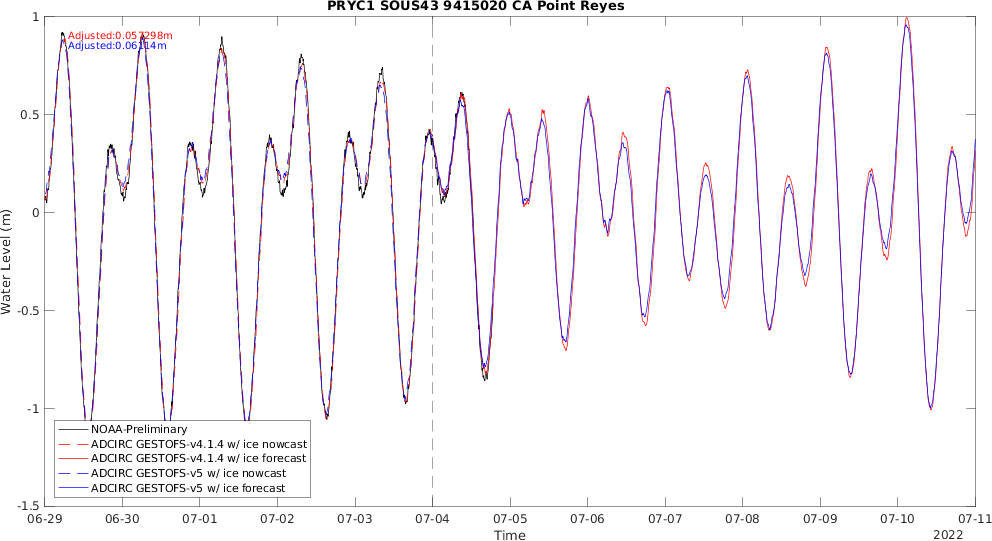 PRYC1 SOUS43 9415020 CA Point Reyes
1
Adjusted:0.057298m
Adjusted:0.06114m
0.5
0
-0.5
-1
-1.5
Water Level (m)
NOAA-Preliminary
ADCIRC GESTOFS-v4.1.4 w/ ice nowcast
ADCIRC GESTOFS-v4.1.4 w/ ice forecast
ADCIRC GESTOFS-v5 w/ ice nowcast
ADCIRC GESTOFS-v5 w/ ice forecast
06-29 06-30 07-01 07-02 07-03 07-04 07-05 07-06 07-07 07-08 07-09 07-10 07-11
Time
2022